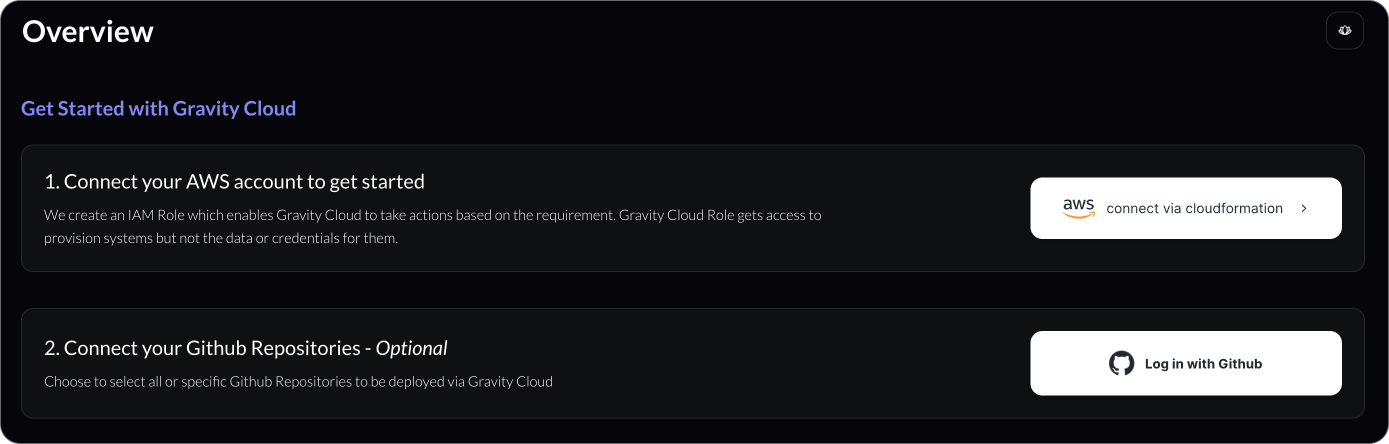 Overview
Get Started with Gravity Cloud
1. Connect your AWS account to get started
We create an IAM Role which enables Gravity Cloud to take actions based on the requirement. Gravity Cloud Role gets access to
provision systems but not the data or credentials for them.
aws connect via cloudformation
2. Connect your Github Repositories - Optional
Choose to select all or specific Github Repositories to be deployed via Gravity Cloud
Log in with Github